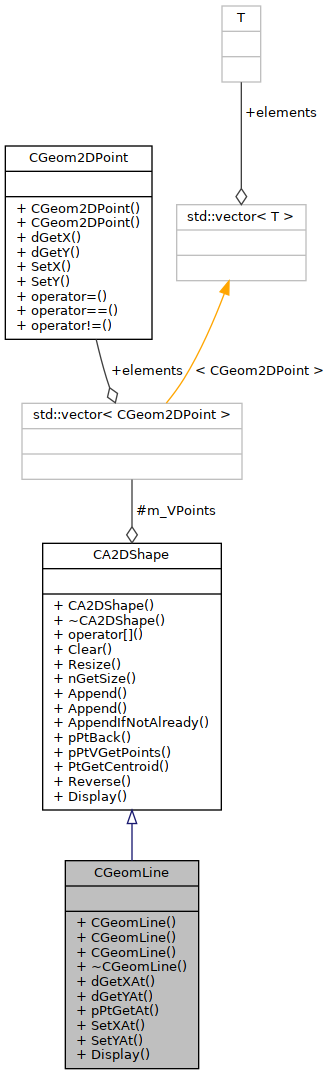 T
+elements
CGeom2DPoint
+ CGeom2DPoint()
+ CGeom2DPoint()
+ dGetX()
+ dGetY()
+ SetX()
+ SetY()
+ operator=()
+ operator==()
+ operator!=()
std::vector< T >
+elements
< CGeom2DPoint >
std::vector< CGeom2DPoint >
#m_VPoints
CA2DShape
+ CA2DShape()
+ ~CA2DShape()
+ operator[]()
+ Clear()
+ Resize()
+ nGetSize()
+ Append()
+ Append()
+ AppendIfNotAlready()
+ pPtBack()
+ pPtVGetPoints()
+ PtGetCentroid()
+ Reverse()
+ Display()
CGeomLine
+ CGeomLine()
+ CGeomLine()
+ CGeomLine()
+ ~CGeomLine()
+ dGetXAt()
+ dGetYAt()
+ pPtGetAt()
+ SetXAt()
+ SetYAt()
+ Display()